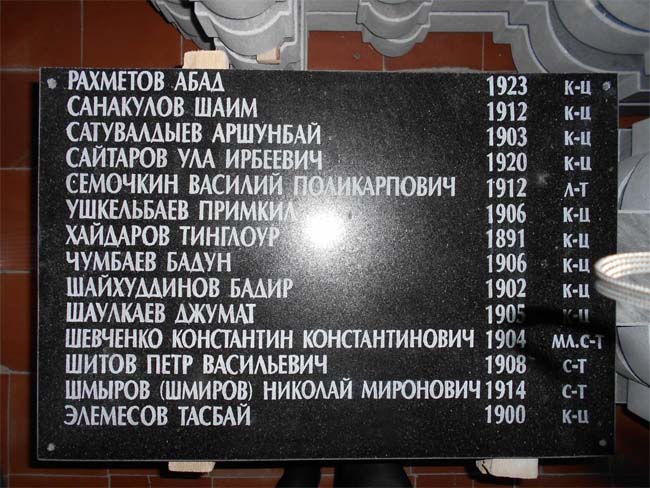 РАХМЕТОВ АБАД 1923 К-Ц
САНАКУЛОВ ШАИМ 1912 К-Ц
САТУВАЛДЫЕВ АРШУНБАЙ 1903 К-Ц
САЙТАРОВ УЛА ИРБЕЕВИЧ 1920 К-Ц
СЕМОЧКИН ВАСИЛИЙ ПОЛИКАРПОВИЧ 1912 Л-Т
УШКЕЛЬБАЕВ ПРИМКИЛ 1906 К-Ц
ХАЙДАРОВ ТИНГЛОУР 1891 К-Ц
ЧУМБАЕВ БАДУН 1906 К-Ц
ШАЙХУДДИНОВ БАДИР 1902 К-Ц
ШАУЛКАЕВ ДЖУМАТ 1905 К-Ц
ШЕВЧЕНКО КОНСТАНТИН КОНСТАНТИНОВИЧ 1904 МЛ.С-Т
ШИТОВ ПЕТР ВАСИЛЬЕВИЧ 1908 С-Т
ШМЫРОВ (ШМИРОВ) НИКОЛАЙ МИРОНОВИЧ 1914 С-Т
ЭЛЕМЕСОВ ТАСБАЙ 1900 К-Ц